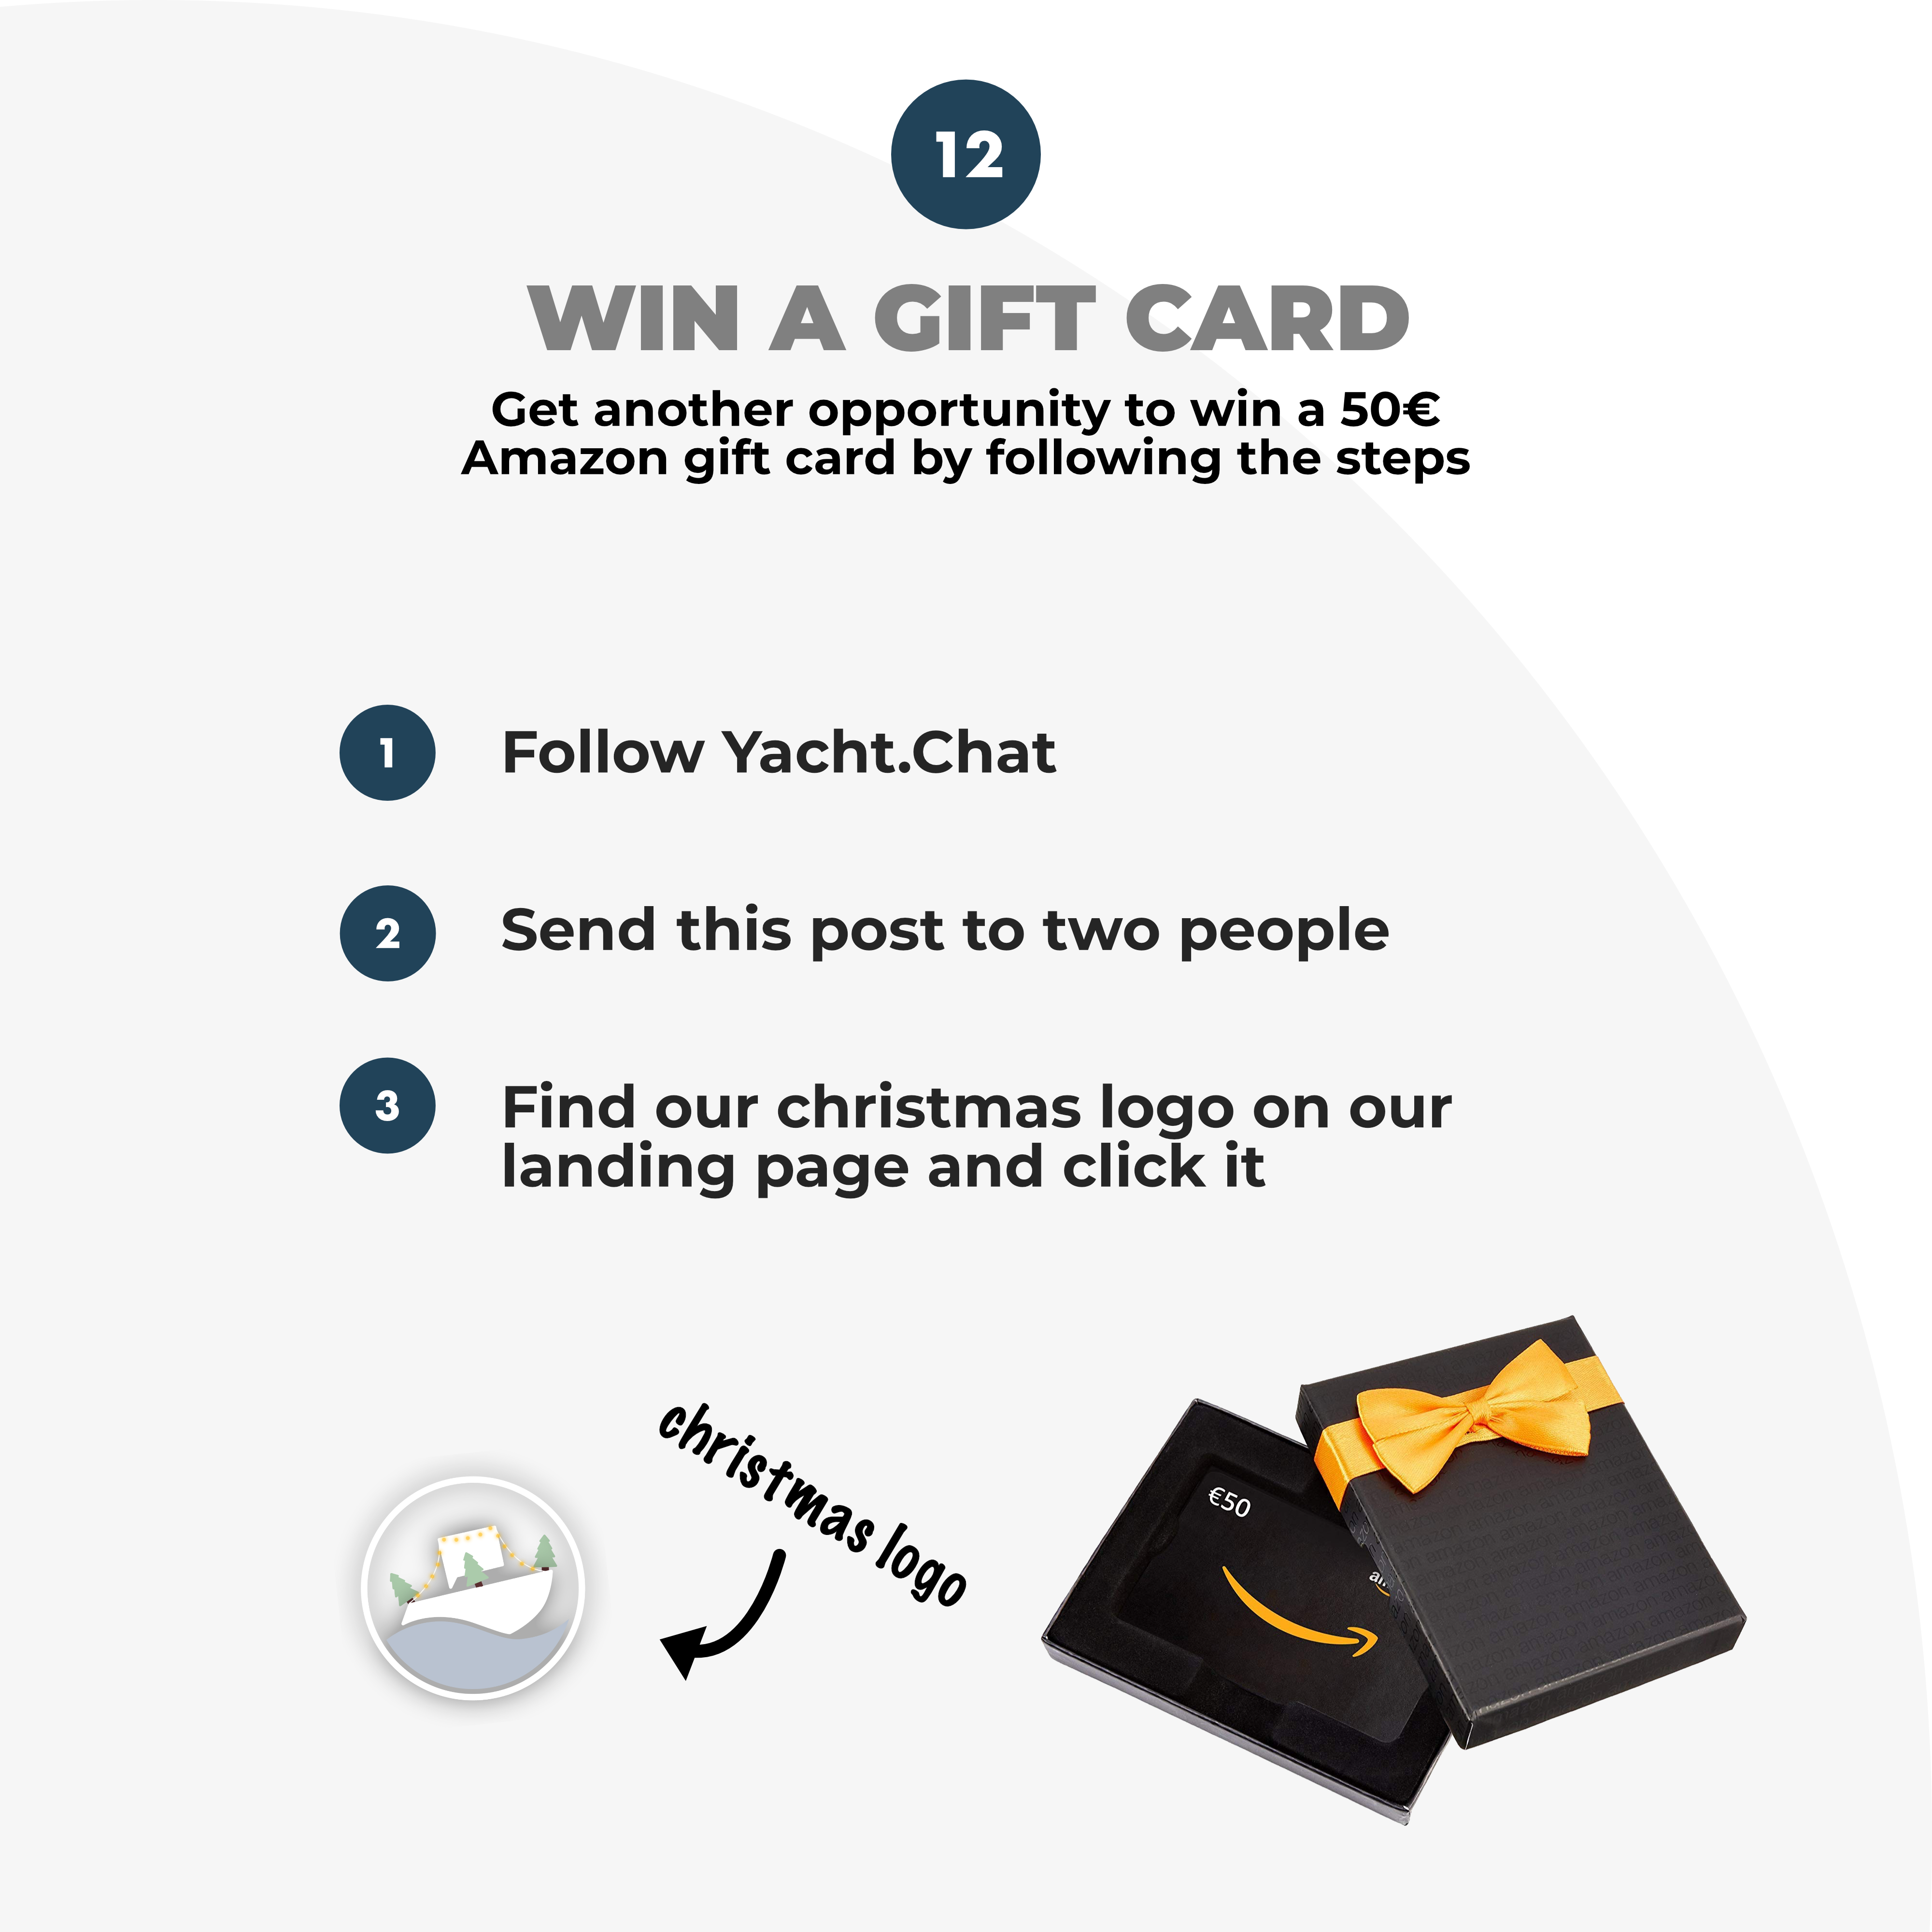 12
WIN A GIFT CARD
Get another opportunity to win a 50€
Amazon gift card by following the steps
1
Follow Yacht.Chat
2
Send this post to two people
3
Find our christmas logo on our
landing page and click it
christmas logo
€50